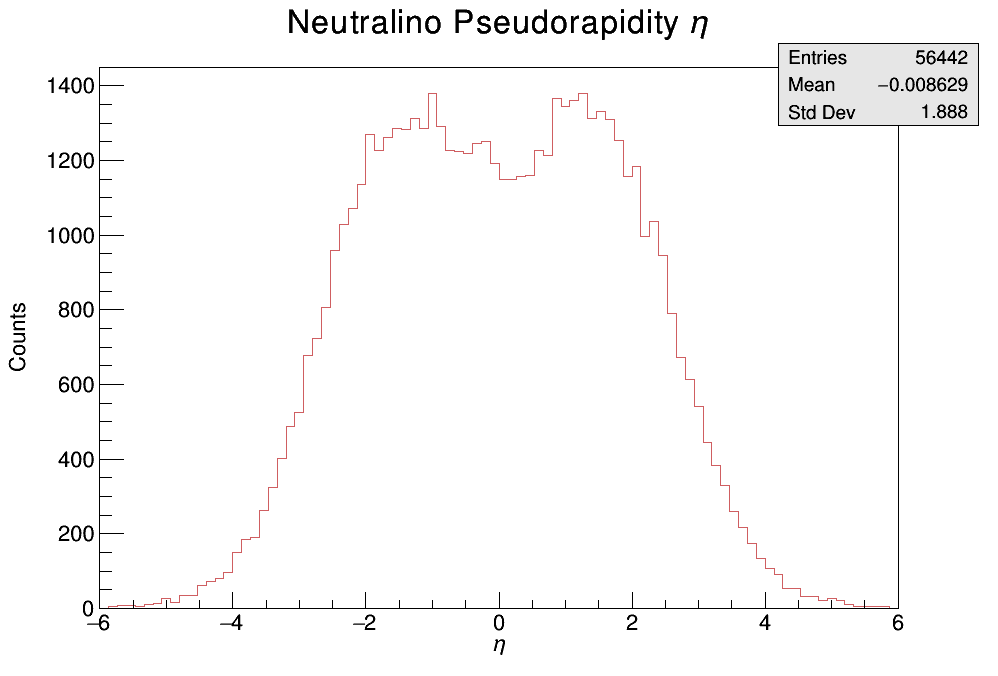 Neutralino Pseudorapidity η
Entries 56442
Mean −0.008629
Std Dev 1.888
1400
1200
1000
800
600
400
200
0
Counts
−6 −4 −2 0 2 4 6
η